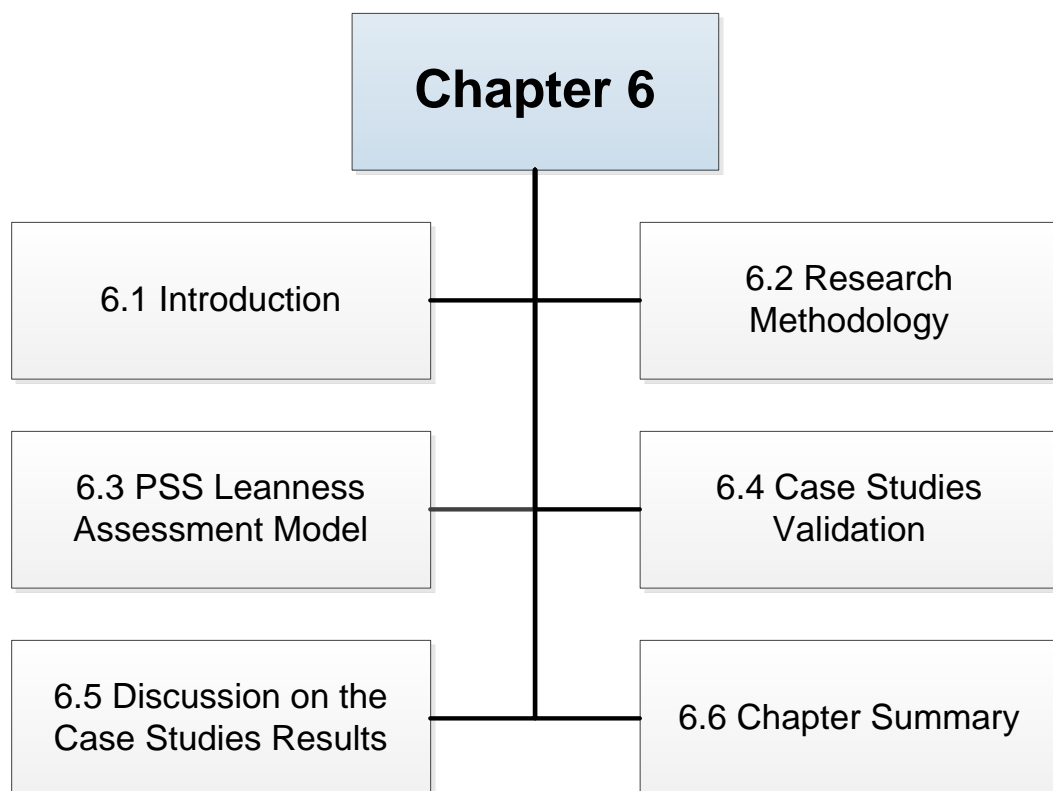 Chapter 6
6.1 Introduction
6.2 Research
Methodology
6.3 PSS Leanness
Assessment Model
6.4 Case Studies
Validation
6.5 Discussion on the
Case Studies Results
6.6 Chapter Summary